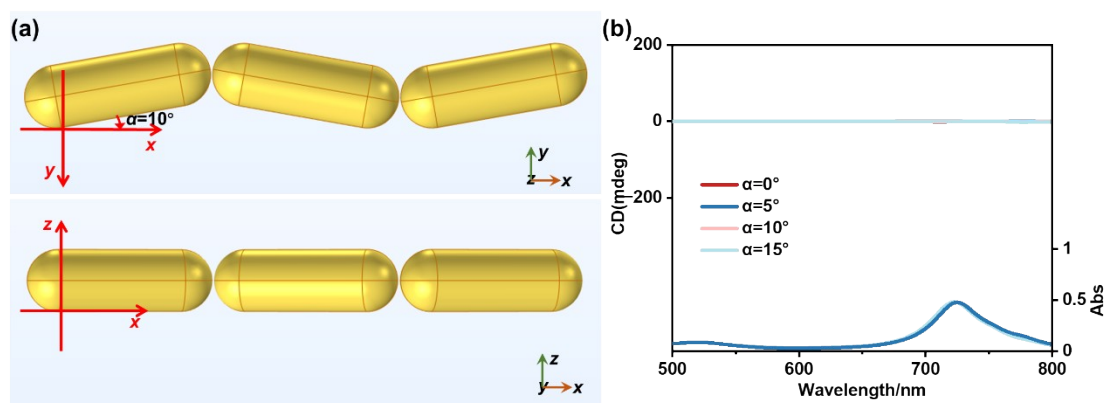 (a)
α=10°
x
y
y
z
x
z
x
z
y
x
(b)
200
0
−200
CD(mdeg)
α=0°
α=5°
α=10°
α=15°
1
0.5
0
Abs
500
600
700
800
Wavelength/nm